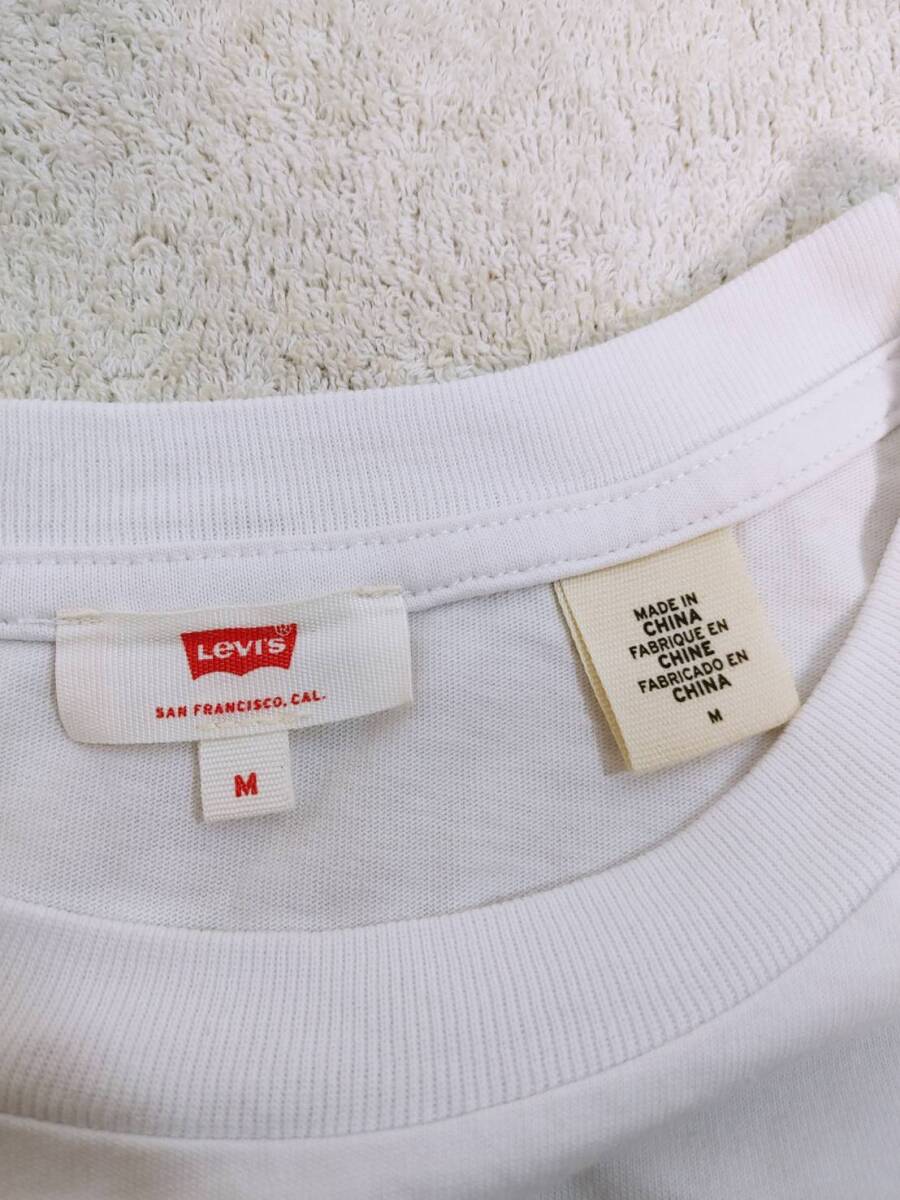 Levi's®
SAN FRANCISCO, CAL.
M
MADE IN
CHINA
FABRIQUE EN
CHINE
FABRICADO EN
CHINA
M